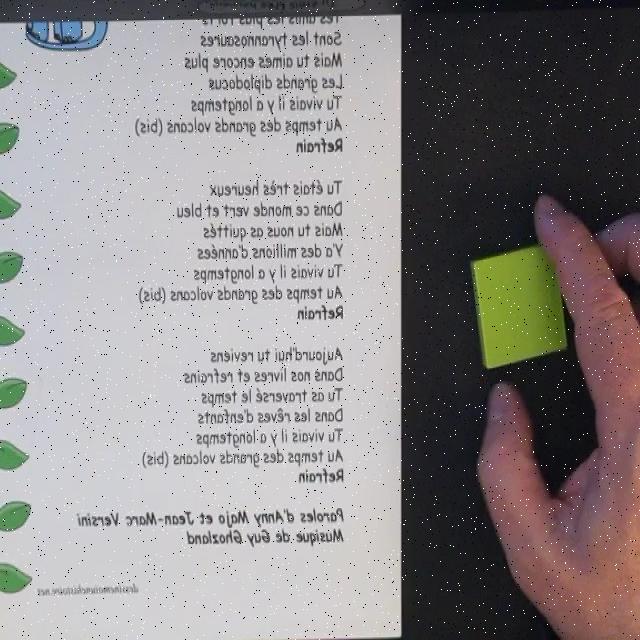 Tes amis les plus forts
Sont les tyrannosaures
Mais tu aimes encore plus
Les grands diplodocus
Tu vivais il y a longtemps
Au temps des grands volcans (bis)
Refrain
Tu étais très heureux
Dans ce monde vert et bleu
Mais tu nous as quittés
Y'a des millions d'années
Tu vivais il y a longtemps
Au temps des grands volcans (bis)
Refrain
Aujourd'hui tu reviens
Dans nos livres et refrains
Tu as traversé le temps
Dans les rêves d'enfants
Tu vivais il y a longtemps
Au temps des grands volcans (bis)
Refrain
Paroles d'Anny Majo et Jean-Marc Versini
Musique de Guy Ghozland